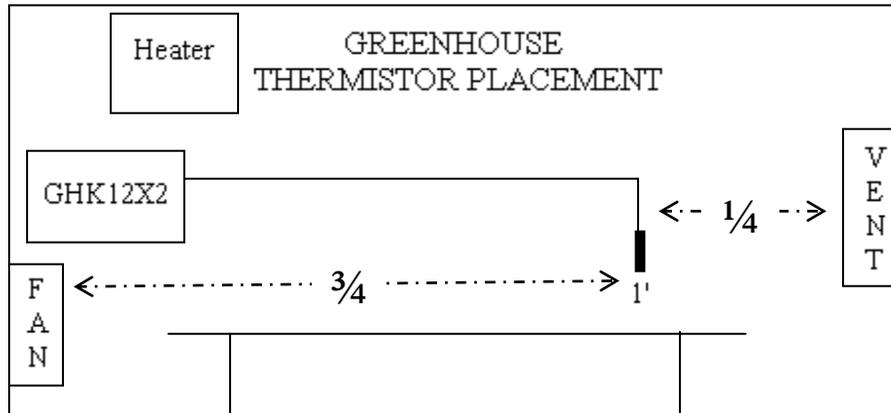 Heater
GREENHOUSE
THERMISTOR PLACEMENT
GHK12X2
V
E
N
T
¼
¾
1'
F
A
N